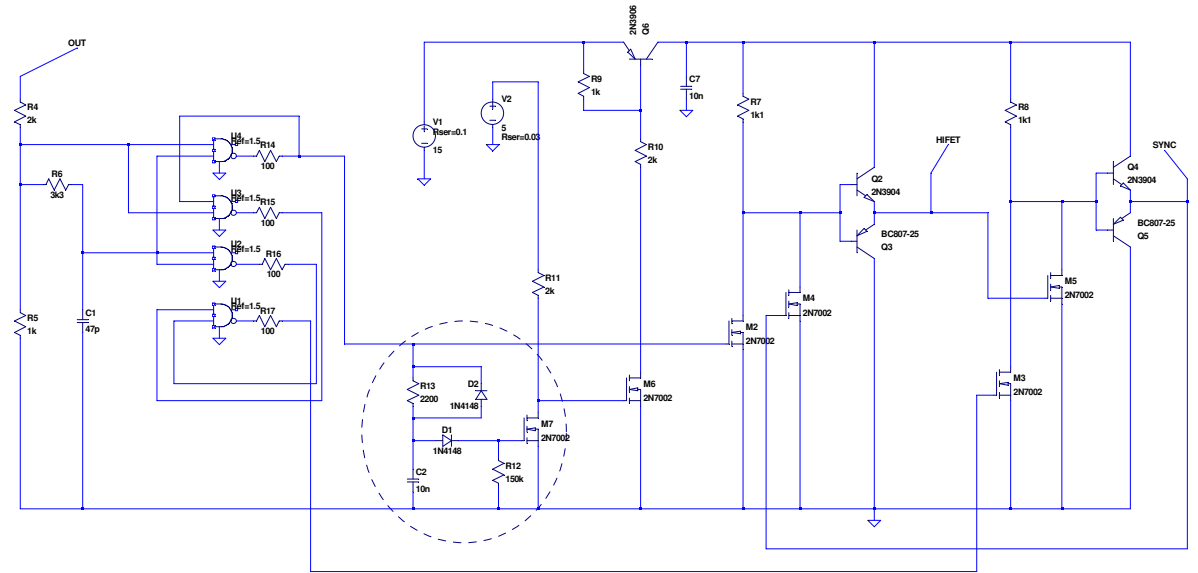 OUT
R4
2k
R6
3k3
R5
1k
C1
47p
U4
Ref=1.5
R14
100
U3
Ref=1.5
R15
100
U2
Ref=1.5
R16
100
U1
Ref=1.5
R17
100
V1
Rser=0.1
15
V2
5
Rser=0.03
R9
1k
2N3906
Q6
C7
10n
R10
2k
R11
2k
R7
1k1
R8
1k1
Q2
2N3904
BC807-25
Q3
HIFET
SYNC
Q4
2N3904
BC807-25
Q5
M4
2N7002
M5
2N7002
M2
2N7002
M3
2N7002
M6
2N7002
M7
2N7002
R13
2200
D2
1N4148
D1
1N4148
C2
10n
R12
150k